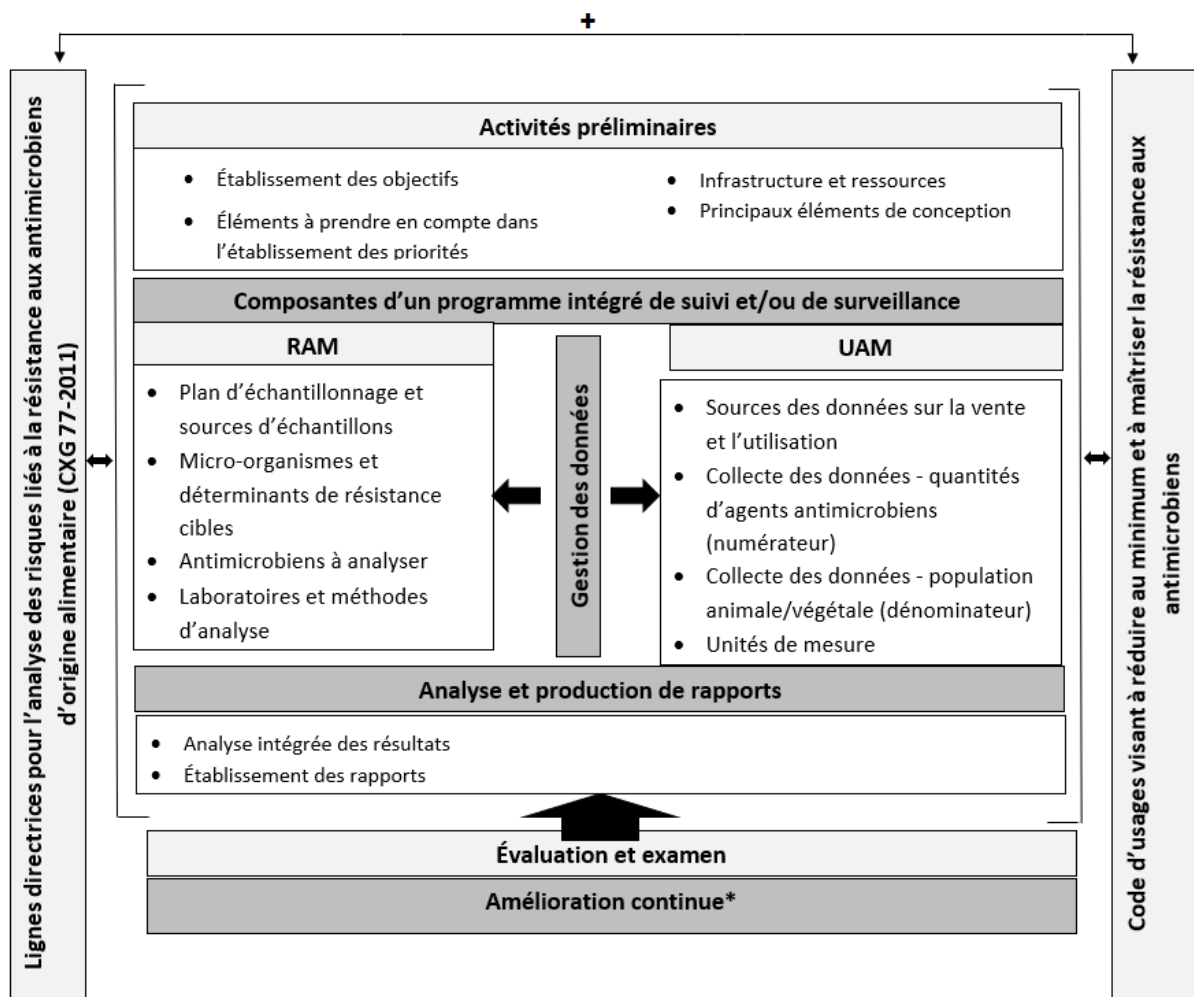 +
Lignes directrices pour l’analyse des risques liés à la résistance aux antimicrobiens
d’origine alimentaire (CXG 77-2011)
Activités préliminaires
• Établissement des objectifs
• Éléments à prendre en compte dans
l’établissement des priorités
• Infrastructure et ressources
• Principaux éléments de conception
Composantes d’un programme intégré de suivi et/ou de surveillance
RAM
• Plan d’échantillonnage et
sources d’échantillons
• Micro-organismes et
déterminants de résistance
cibles
• Antimicrobiens à analyser
• Laboratoires et méthodes
d’analyse
Gestion des données
UAM
• Sources des données sur la vente
et l’utilisation
• Collecte des données - quantités
d’agents antimicrobiens
(numérateur)
• Collecte des données - population
animale/végétale (dénominateur)
• Unités de mesure
Analyse et production de rapports
• Analyse intégrée des résultats
• Établissement des rapports
Évaluation et examen
Amélioration continue*
Code d’usages visant à réduire au minimum et à maîtriser la résistance aux
antimicrobiens